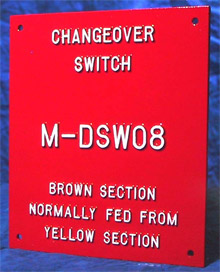 CHANGEOVER
SWITCH
M-DSW08
BROWN SECTION
NORMALLY FED FROM
YELLOW SECTION